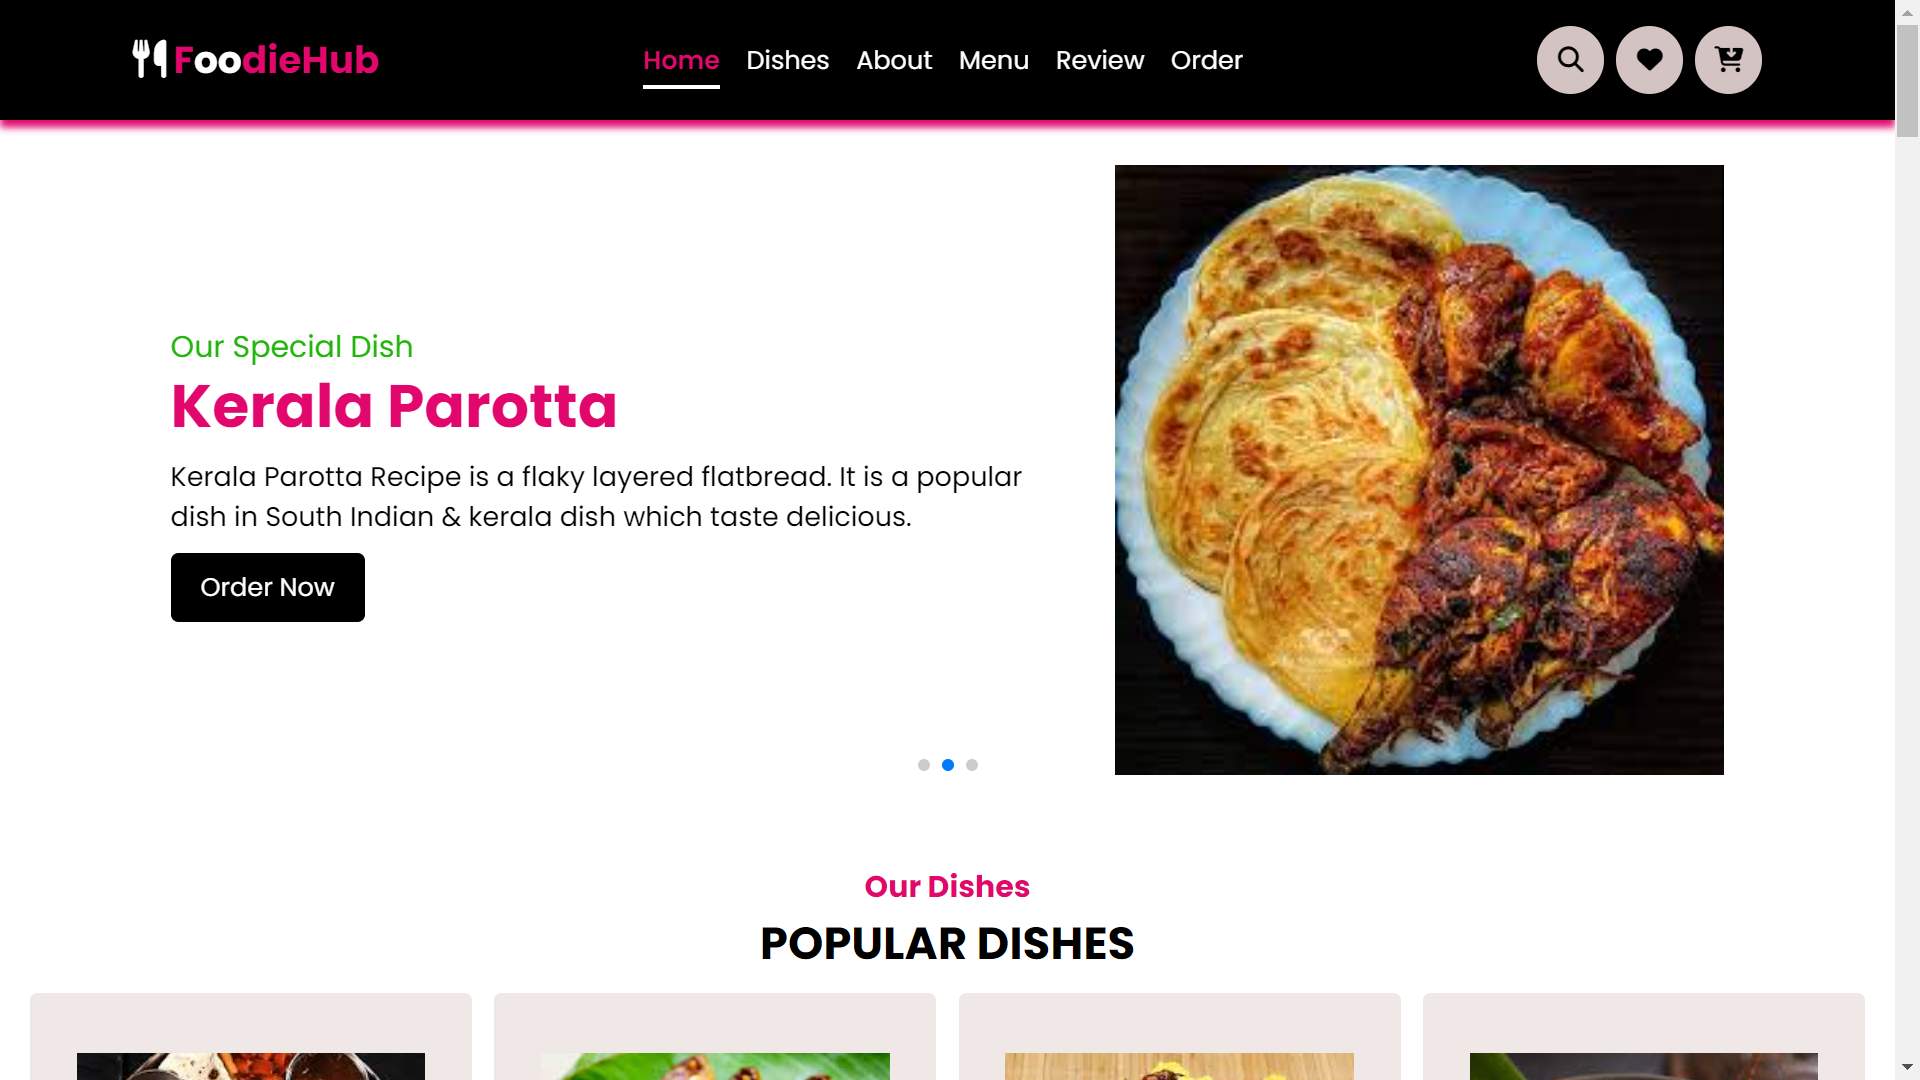 FoodieHub
Home Dishes About Menu Review Order
Our Special Dish
Kerala Parotta
Kerala Parotta Recipe is a flaky layered flatbread. It is a popular
dish in South Indian & kerala dish which taste delicious.
Order Now
Our Dishes
POPULAR DISHES